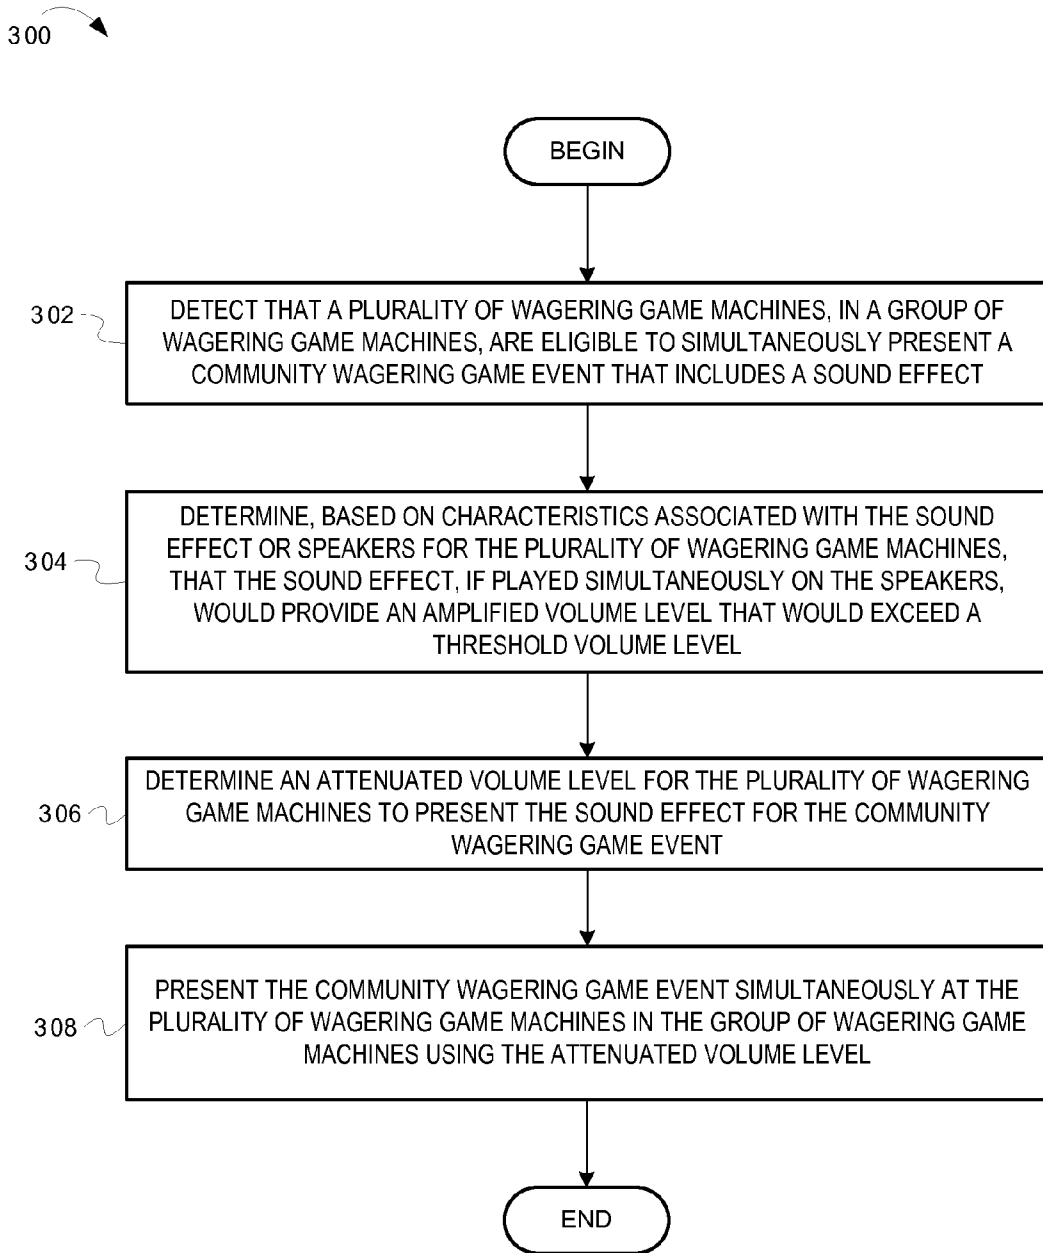 300
BEGIN
302
DETECT THAT A PLURALITY OF WAGERING GAME MACHINES, IN A GROUP OF
WAGERING GAME MACHINES, ARE ELIGIBLE TO SIMULTANEOUSLY PRESENT A
COMMUNITY WAGERING GAME EVENT THAT INCLUDES A SOUND EFFECT
304
DETERMINE, BASED ON CHARACTERISTICS ASSOCIATED WITH THE SOUND
EFFECT OR SPEAKERS FOR THE PLURALITY OF WAGERING GAME MACHINES,
THAT THE SOUND EFFECT, IF PLAYED SIMULTANEOUSLY ON THE SPEAKERS,
WOULD PROVIDE AN AMPLIFIED VOLUME LEVEL THAT WOULD EXCEED A
THRESHOLD VOLUME LEVEL
306
DETERMINE AN ATTENUATED VOLUME LEVEL FOR THE PLURALITY OF WAGERING
GAME MACHINES TO PRESENT THE SOUND EFFECT FOR THE COMMUNITY
WAGERING GAME EVENT
308
PRESENT THE COMMUNITY WAGERING GAME EVENT SIMULTANEOUSLY AT THE
PLURALITY OF WAGERING GAME MACHINES IN THE GROUP OF WAGERING GAME
MACHINES USING THE ATTENUATED VOLUME LEVEL
END